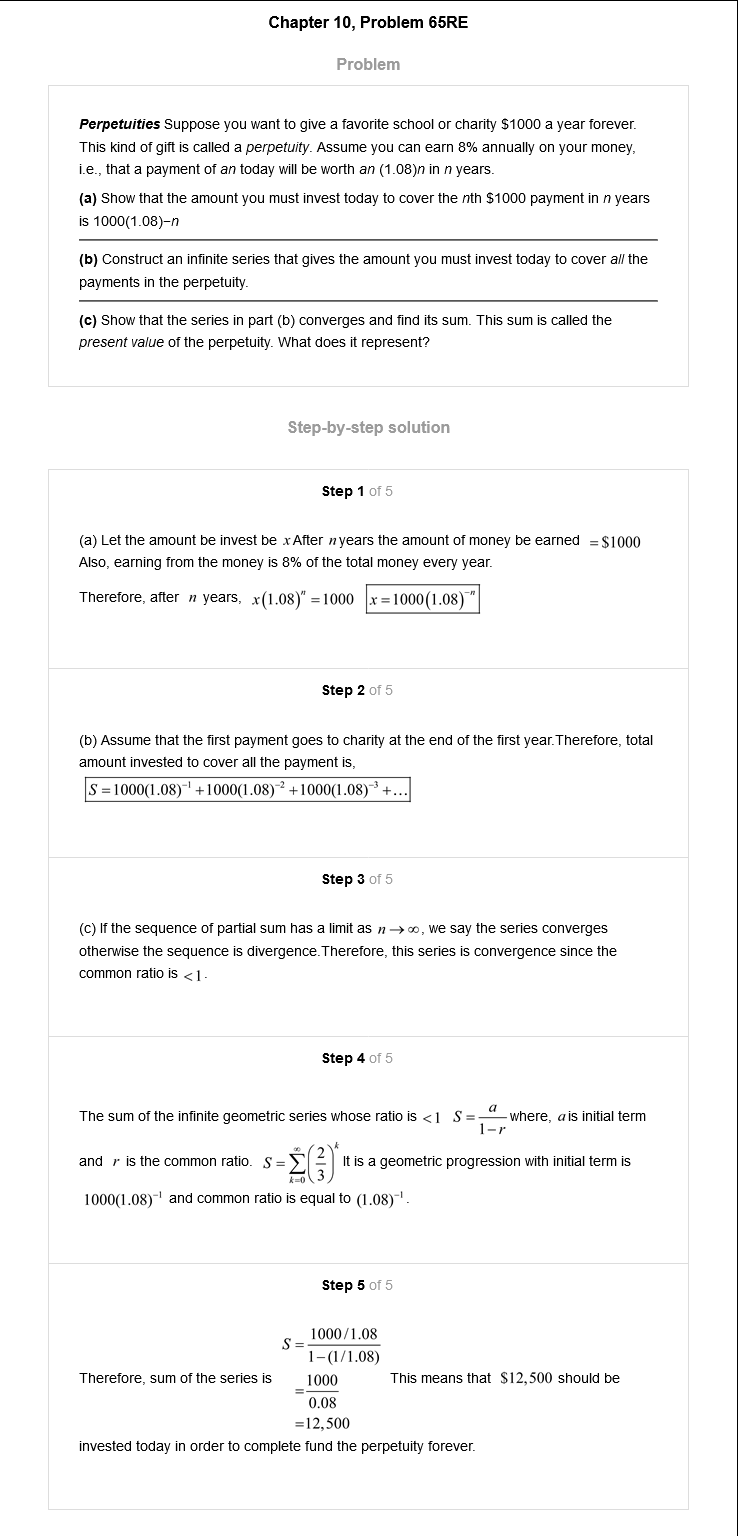 Chapter 10, Problem 65RE
Problem
Perpetuities Suppose you want to give a favorite school or charity $1000 a year forever.
This kind of gift is called a perpetuity. Assume you can earn 8% annually on your money,
i.e., that a payment of an today will be worth an (1.08)n in n years.
(a) Show that the amount you must invest today to cover the nth $1000 payment in n years
is 1000(1.08)−n
(b) Construct an infinite series that gives the amount you must invest today to cover all the
payments in the perpetuity.
(c) Show that the series in part (b) converges and find its sum. This sum is called the
present value of the perpetuity. What does it represent?
Step-by-step solution
Step 1 of 5
(a) Let the amount be invest be x After n years the amount of money be earned = $1000
Also, earning from the money is 8% of the total money every year.
Therefore, after n years, x(1.08)^n = 1000 x = 1000(1.08)^−n
Step 2 of 5
(b) Assume that the first payment goes to charity at the end of the first year.Therefore, total
amount invested to cover all the payment is,
S = 1000(1.08)^−1 + 1000(1.08)^−2 + 1000(1.08)^−3 + ...
Step 3 of 5
(c) If the sequence of partial sum has a limit as n → ∞, we say the series converges
otherwise the sequence is divergence.Therefore, this series is convergence since the
common ratio is < 1.
Step 4 of 5
The sum of the infinite geometric series whose ratio is < 1 S = a/(1−r) where, a is initial term
and r is the common ratio. S = ∑_{k=0}^{∞} (2/3)^k It is a geometric progression with initial term is
1000(1.08)^−1 and common ratio is equal to (1.08)^−1.
Step 5 of 5
S = (1000/1.08)/(1−(1/1.08))
Therefore, sum of the series is = 1000/0.08 This means that $12,500 should be
=12,500
invested today in order to complete fund the perpetuity forever.